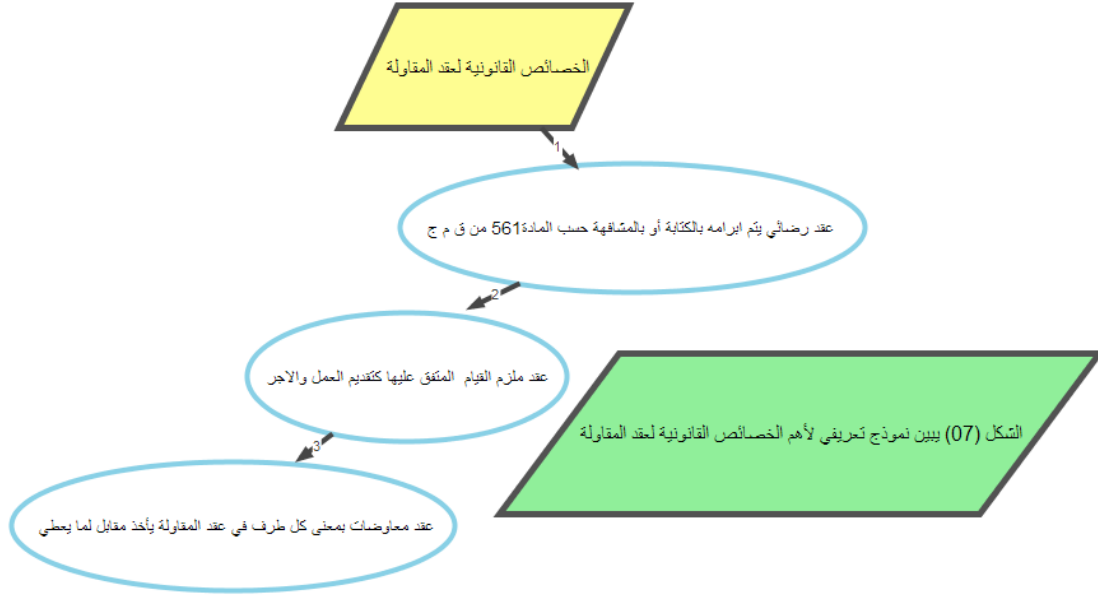 الخصائص القانونية لعقد المقاولة
1
عقد رضائي يتم ابرامه بالكتابة أو بالمشافهة حسب المادة561 من ق م ج
2
عقد ملزم القيام المتفق عليها كتقديم العمل والاجر
3
عقد معاوضات بمعنى كل طرف في عقد المقاولة يأخذ مقابل لما يعطي
الشكل (07) يبين نموذج تعريفي لأهم الخصائص القانونية لعقد المقاولة